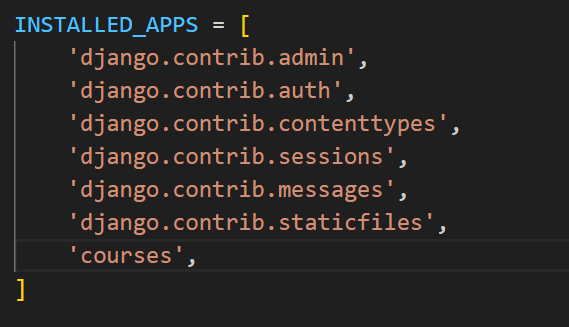 INSTALLED_APPS = [
    'django.contrib.admin',
    'django.contrib.auth',
    'django.contrib.contenttypes',
    'django.contrib.sessions',
    'django.contrib.messages',
    'django.contrib.staticfiles',
    'courses',
]